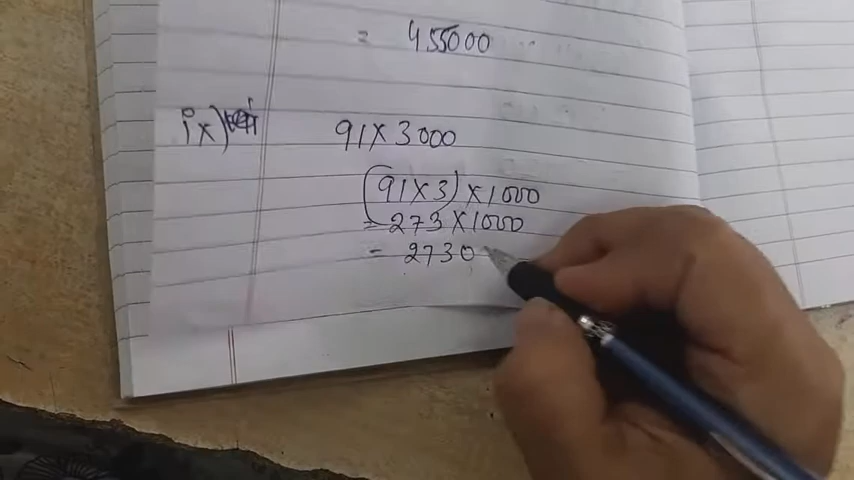 = 455000
ix) 91 X 3000
(91 X 3) X 1000
= 273 X 1000
= 2730